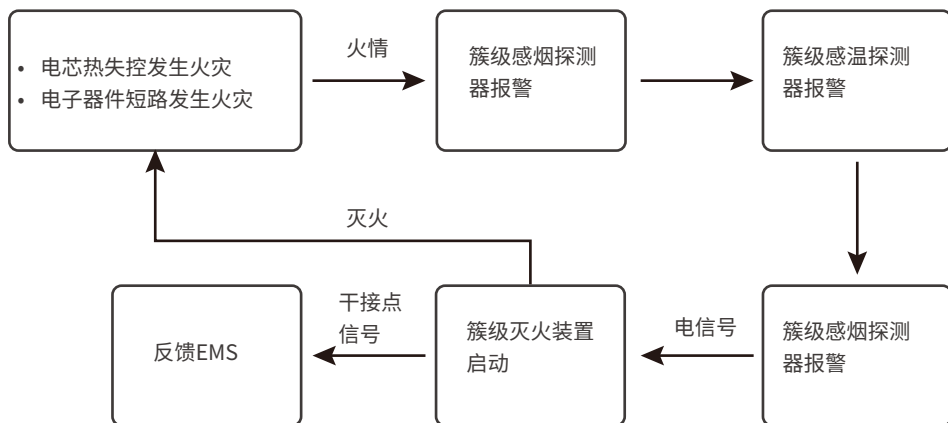 • 电芯热失控发生火灾
• 电子器件短路发生火灾
火情
簇级感烟探测
器报警
簇级感温探测
器报警
灭火
反馈EMS
干接点
信号
簇级灭火装置
启动
电信号
簇级感烟探测
器报警